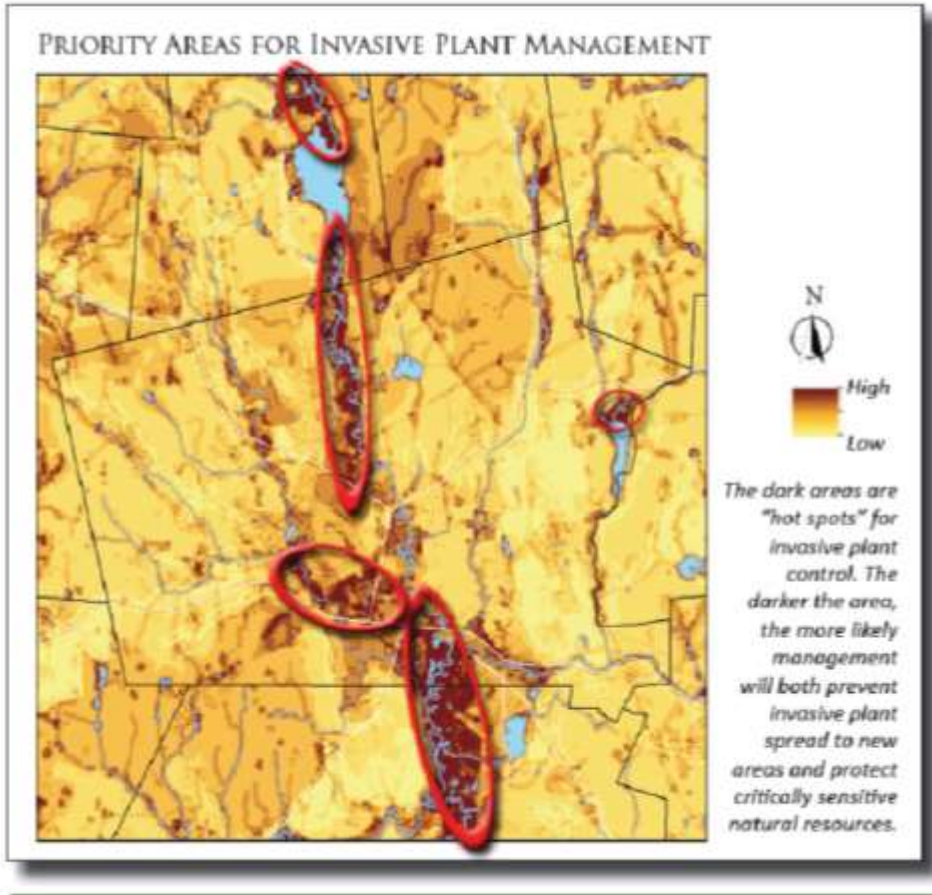 PRIORITY AREAS FOR INVASIVE PLANT MANAGEMENT
N
High
Low
The dark areas are
"hot spots" for
invasive plant
control. The
darker the area,
the more likely
management
will both prevent
invasive plant
spread to new
areas and protect
critically sensitive
natural resources.